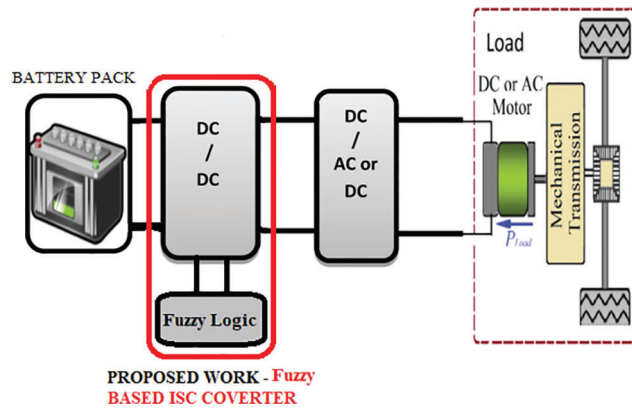 BATTERY PACK
DC
/
DC
Fuzzy Logic
PROPOSED WORK - Fuzzy
BASED ISC COVERTER
DC
/
AC or
DC
Load
DC or AC
Motor
Pload
Mechanical
Transmission